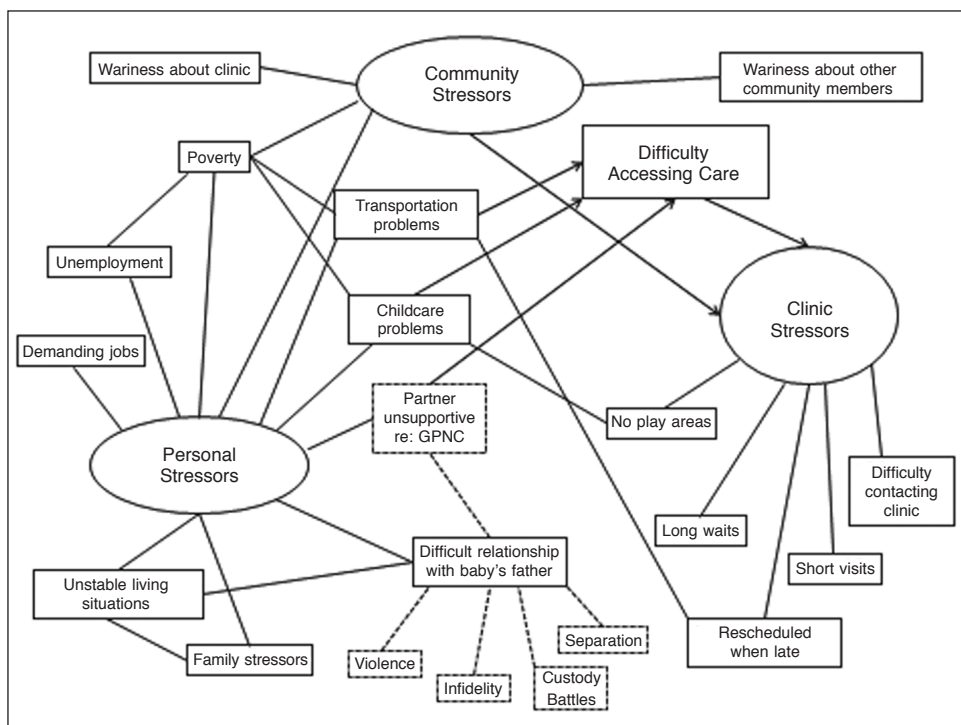 Wariness about clinic
Community
Stressors
Wariness about other
community members
Poverty
Difficulty
Accessing Care
Transportation
problems
Unemployment
Childcare
problems
Clinic
Stressors
Demanding jobs
Partner
unsupportive
re: GPNC
No play areas
Personal
Stressors
Difficulty
contacting
clinic
Long waits
Difficult relationship
with baby's father
Short visits
Unstable living
situations
Separation
Rescheduled
when late
Family stressors
Violence
Infidelity
Custody
Battles